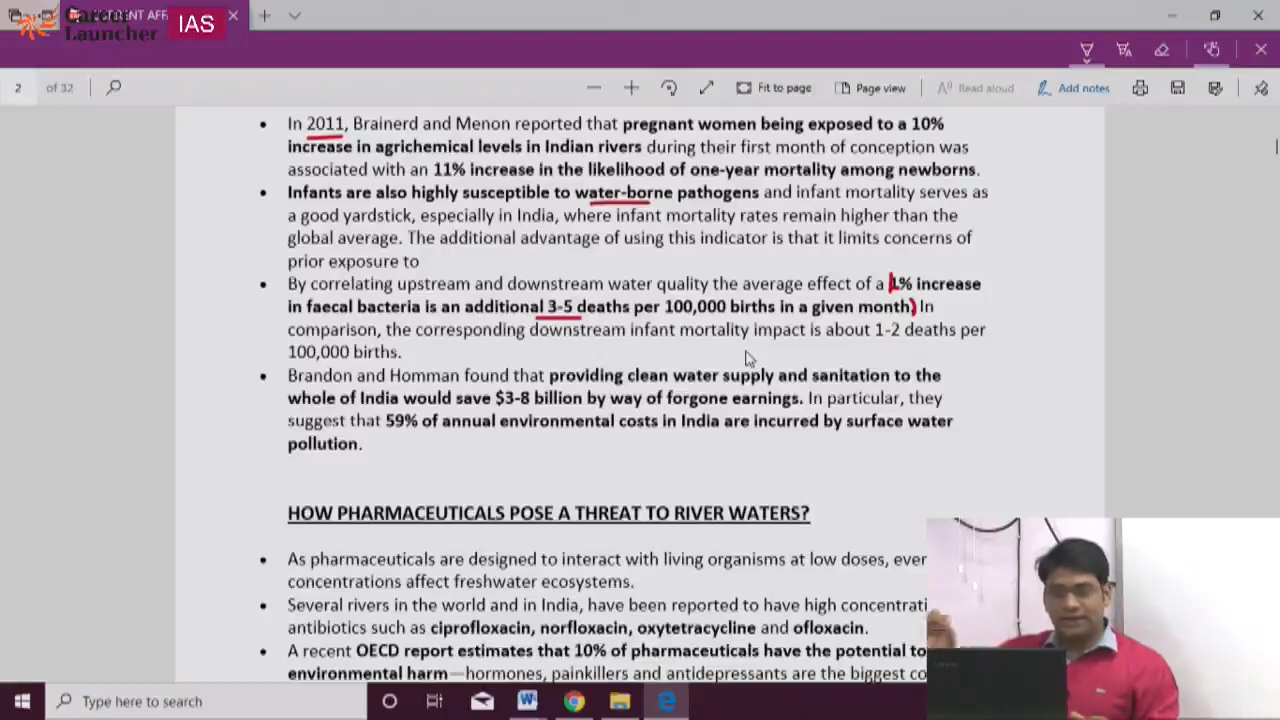 CURRENT AFF
Career
Launcher
IAS
2 of 32
Fit to page
Page view
Read aloud
Add notes
In 2011, Brainerd and Menon reported that pregnant women being exposed to a 10%
increase in agrichemical levels in Indian rivers during their first month of conception was
associated with an 11% increase in the likelihood of one-year mortality among newborns.
Infants are also highly susceptible to water-borne pathogens and infant mortality serves as
a good yardstick, especially in India, where infant mortality rates remain higher than the
global average. The additional advantage of using this indicator is that it limits concerns of
prior exposure to
By correlating upstream and downstream water quality the average effect of a 1% increase
in faecal bacteria is an additional 3-5 deaths per 100,000 births in a given month. In
comparison, the corresponding downstream infant mortality impact is about 1-2 deaths per
100,000 births.
Brandon and Homman found that providing clean water supply and sanitation to the
whole of India would save $3-8 billion by way of forgone earnings. In particular, they
suggest that 59% of annual environmental costs in India are incurred by surface water
pollution.
HOW PHARMACEUTICALS POSE A THREAT TO RIVER WATERS?
As pharmaceuticals are designed to interact with living organisms at low doses, ever
concentrations affect freshwater ecosystems.
Several rivers in the world and in India, have been reported to have high concentrati
antibiotics such as ciprofloxacin, norfloxacin, oxytetracycline and ofloxacin.
A recent OECD report estimates that 10% of pharmaceuticals have the potential to
environmental harm—hormones, painkillers and antidepressants are the biggest co
Type here to search